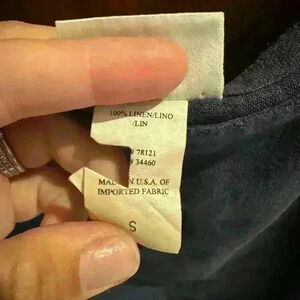 100% LINEN/LINO
/LIN
# 78121
# 34460
MADE IN U.S.A. OF
IMPORTED FABRIC
S